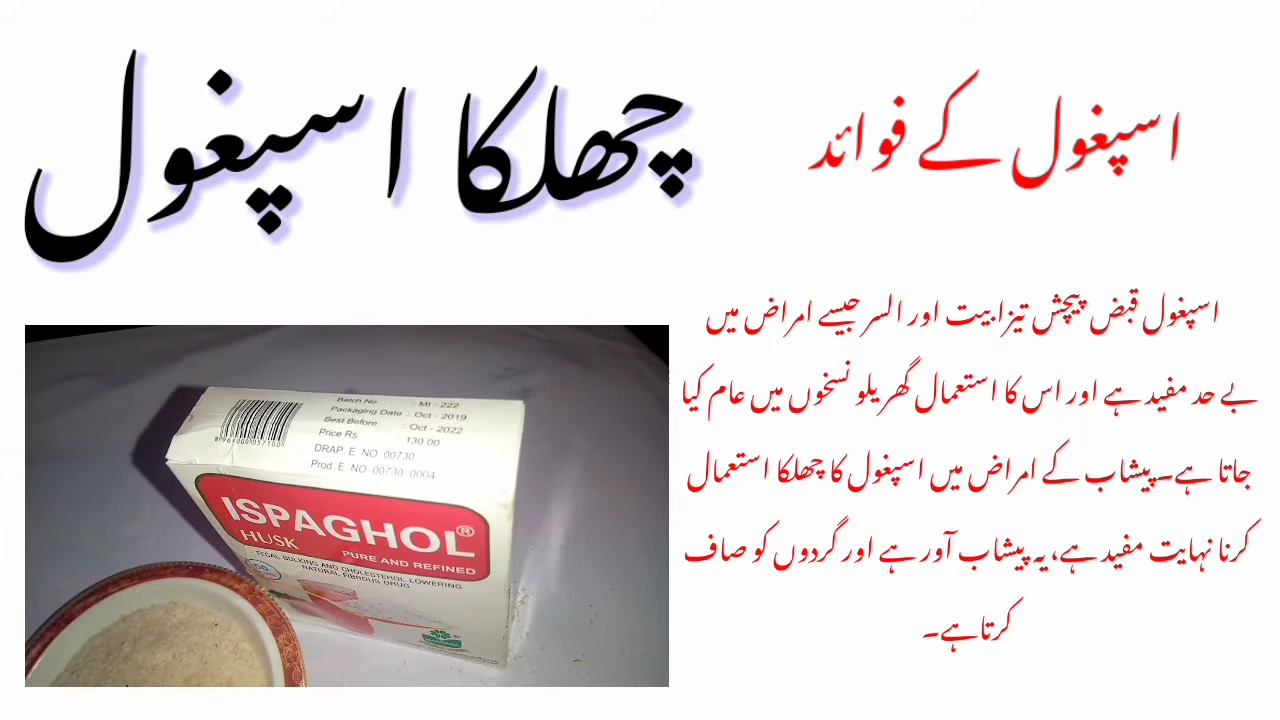 چھلکا اسپغول
اسپغول کے فوائد
اسپغول قبض پیچش تیزابیت اور السر جیسے امراض میں
بے حد مفید ہے اور اس کا استعمال گھریلو نسخوں میں عام کیا
جاتا ہے۔ پیشاب کے امراض میں اسپغول کا چھلکا استعمال
کرنا نہایت مفید ہے، یہ پیشاب آور ہے اور گردوں کو صاف
کرتا ہے۔
Batch No : MI - 222
Packaging Date : Oct - 2019
Best Before : Oct - 2022
Price Rs. : 130.00
DRAP E NO 00730
Prod. E. NO 00730 0004
8 961000 057100
ISPAGHOL®
HUSK
PURE AND REFINED
FECAL BULKING AND CHOLESTEROL LOWERING
NATURAL FIBROUS DRUG